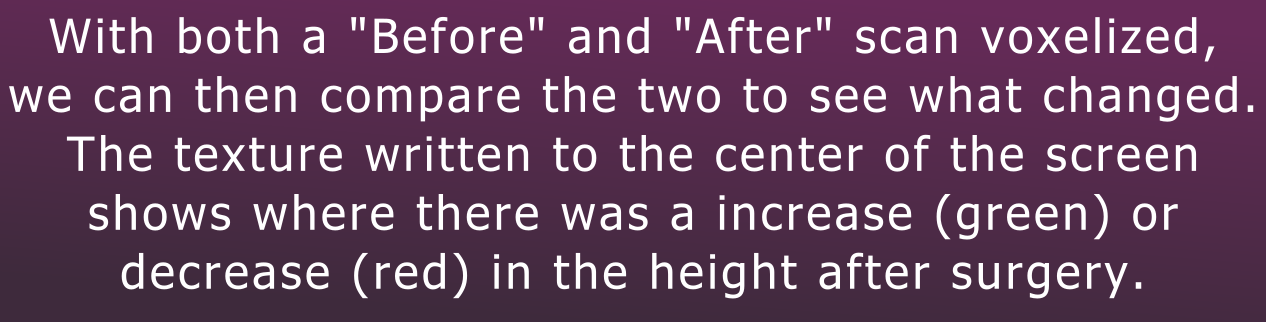 With both a "Before" and "After" scan voxelized,
we can then compare the two to see what changed.
The texture written to the center of the screen
shows where there was a increase (green) or
decrease (red) in the height after surgery.